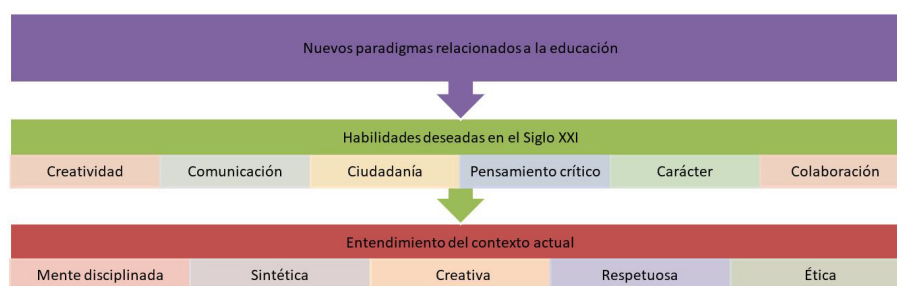 Nuevos paradigmas relacionados a la educación
Habilidades deseadas en el Siglo XXI
Creatividad
Comunicación
Ciudadanía
Pensamiento crítico
Carácter
Colaboración
Entendimiento del contexto actual
Mente disciplinada
Sintética
Creativa
Respetuosa
Ética